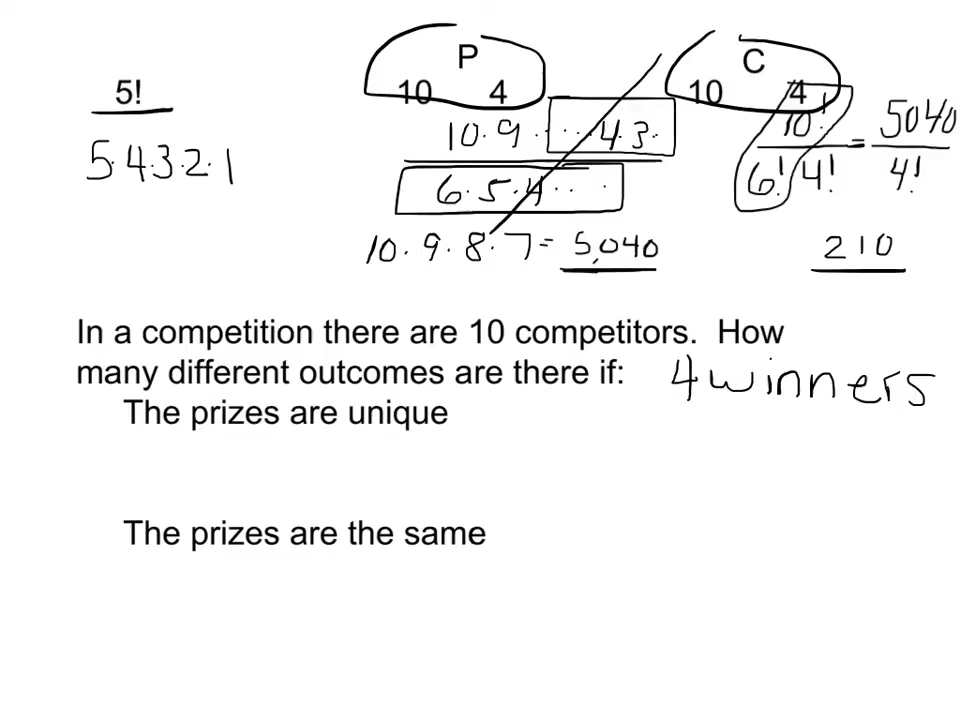 5!
5·4·3·2·1
P
10 4
10·9·····4·3·
6·5·4···
10·9·8·7=5,040
C
10 4
10! = 5040
6!4! 4!
210
In a competition there are 10 competitors. How
many different outcomes are there if: 4 winners
The prizes are unique
The prizes are the same